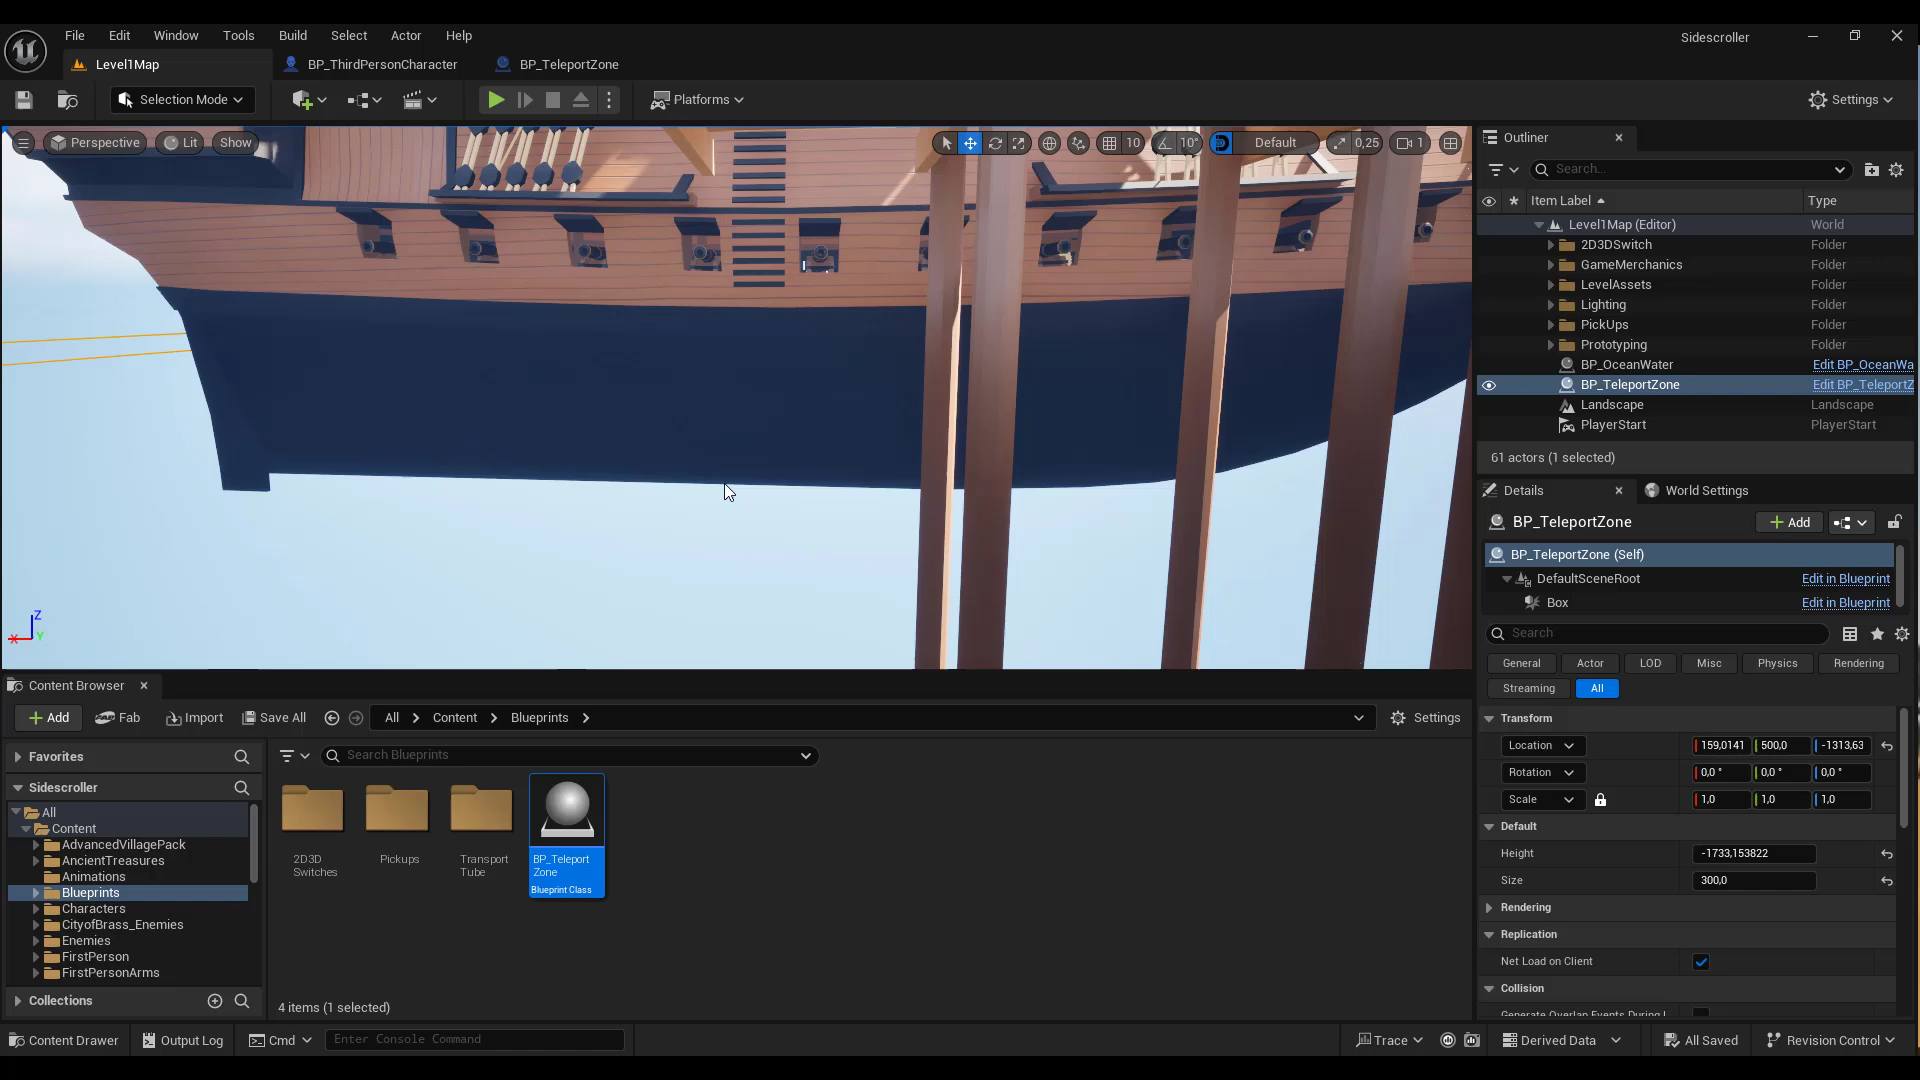 File Edit Window Tools Build Select Actor Help
Sidescroller
Level1Map
BP_ThirdPersonCharacter
BP_TeleportZone
Selection Mode
Platforms
Settings
Perspective
Lit
Show
10
10°
Default
0,25
1
Outliner
Search...
Item Label
Type
Level1Map (Editor) World
2D3DSwitch Folder
GameMerchanics Folder
LevelAssets Folder
Lighting Folder
PickUps Folder
Prototyping Folder
BP_OceanWater Edit BP_OceanWa
BP_TeleportZone Edit BP_TeleportZ
Landscape Landscape
PlayerStart PlayerStart
61 actors (1 selected)
Details
World Settings
BP_TeleportZone
Add
BP_TeleportZone (Self)
DefaultSceneRoot Edit in Blueprint
Box Edit in Blueprint
Search
General Actor LOD Misc Physics Rendering
Streaming All
Transform
Location 159,0141 500,0 -1313,63
Rotation 0,0 ° 0,0 ° 0,0 °
Scale 1,0 1,0 1,0
Default
Height -1733,153822
Size 300,0
Rendering
Replication
Net Load on Client
Collision
Generate Overlap Events During L
Z
X
Y
Content Browser
Add
Fab
Import
Save All
All
Content
Blueprints
Settings
Favorites
Sidescroller
All
Content
AdvancedVillagePack
AncientTreasures
Animations
Blueprints
Characters
CityofBrass_Enemies
Enemies
FirstPerson
FirstPersonArms
Collections
Search Blueprints
2D3D
Switches
Pickups
Transport
Tube
BP_Teleport
Zone
Blueprint Class
4 items (1 selected)
Content Drawer
Output Log
Cmd
Enter Console Command
Trace
Derived Data
All Saved
Revision Control